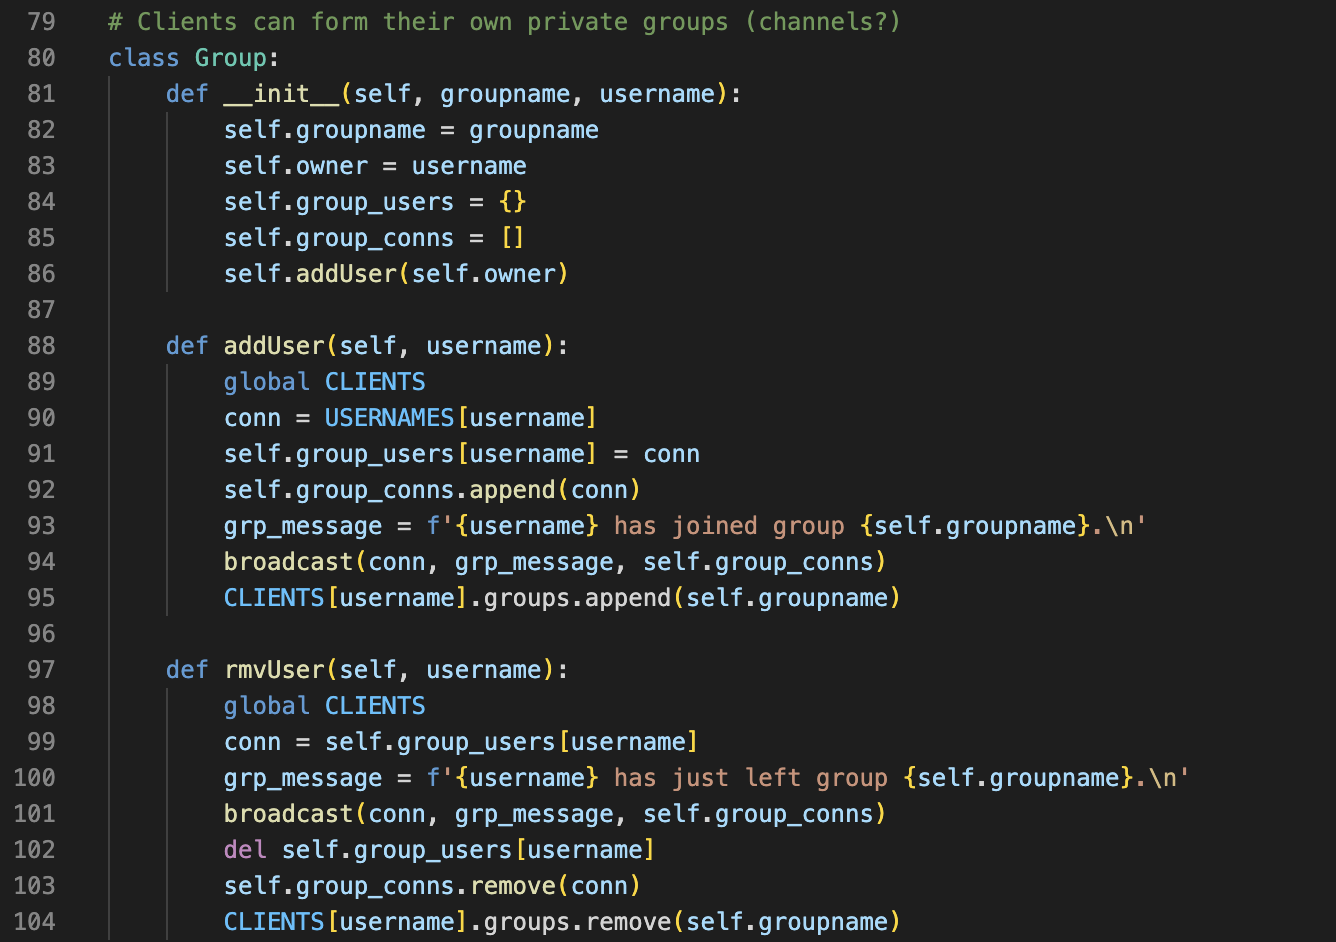 79 # Clients can form their own private groups (channels?)
80 class Group:
81 def __init__(self, groupname, username):
82 self.groupname = groupname
83 self.owner = username
84 self.group_users = {}
85 self.group_conns = []
86 self.addUser(self.owner)
87
88 def addUser(self, username):
89 global CLIENTS
90 conn = USERNAMES[username]
91 self.group_users[username] = conn
92 self.group_conns.append(conn)
93 grp_message = f'{username} has joined group {self.groupname}.\n'
94 broadcast(conn, grp_message, self.group_conns)
95 CLIENTS[username].groups.append(self.groupname)
96
97 def rmvUser(self, username):
98 global CLIENTS
99 conn = self.group_users[username]
100 grp_message = f'{username} has just left group {self.groupname}.\n'
101 broadcast(conn, grp_message, self.group_conns)
102 del self.group_users[username]
103 self.group_conns.remove(conn)
104 CLIENTS[username].groups.remove(self.groupname)